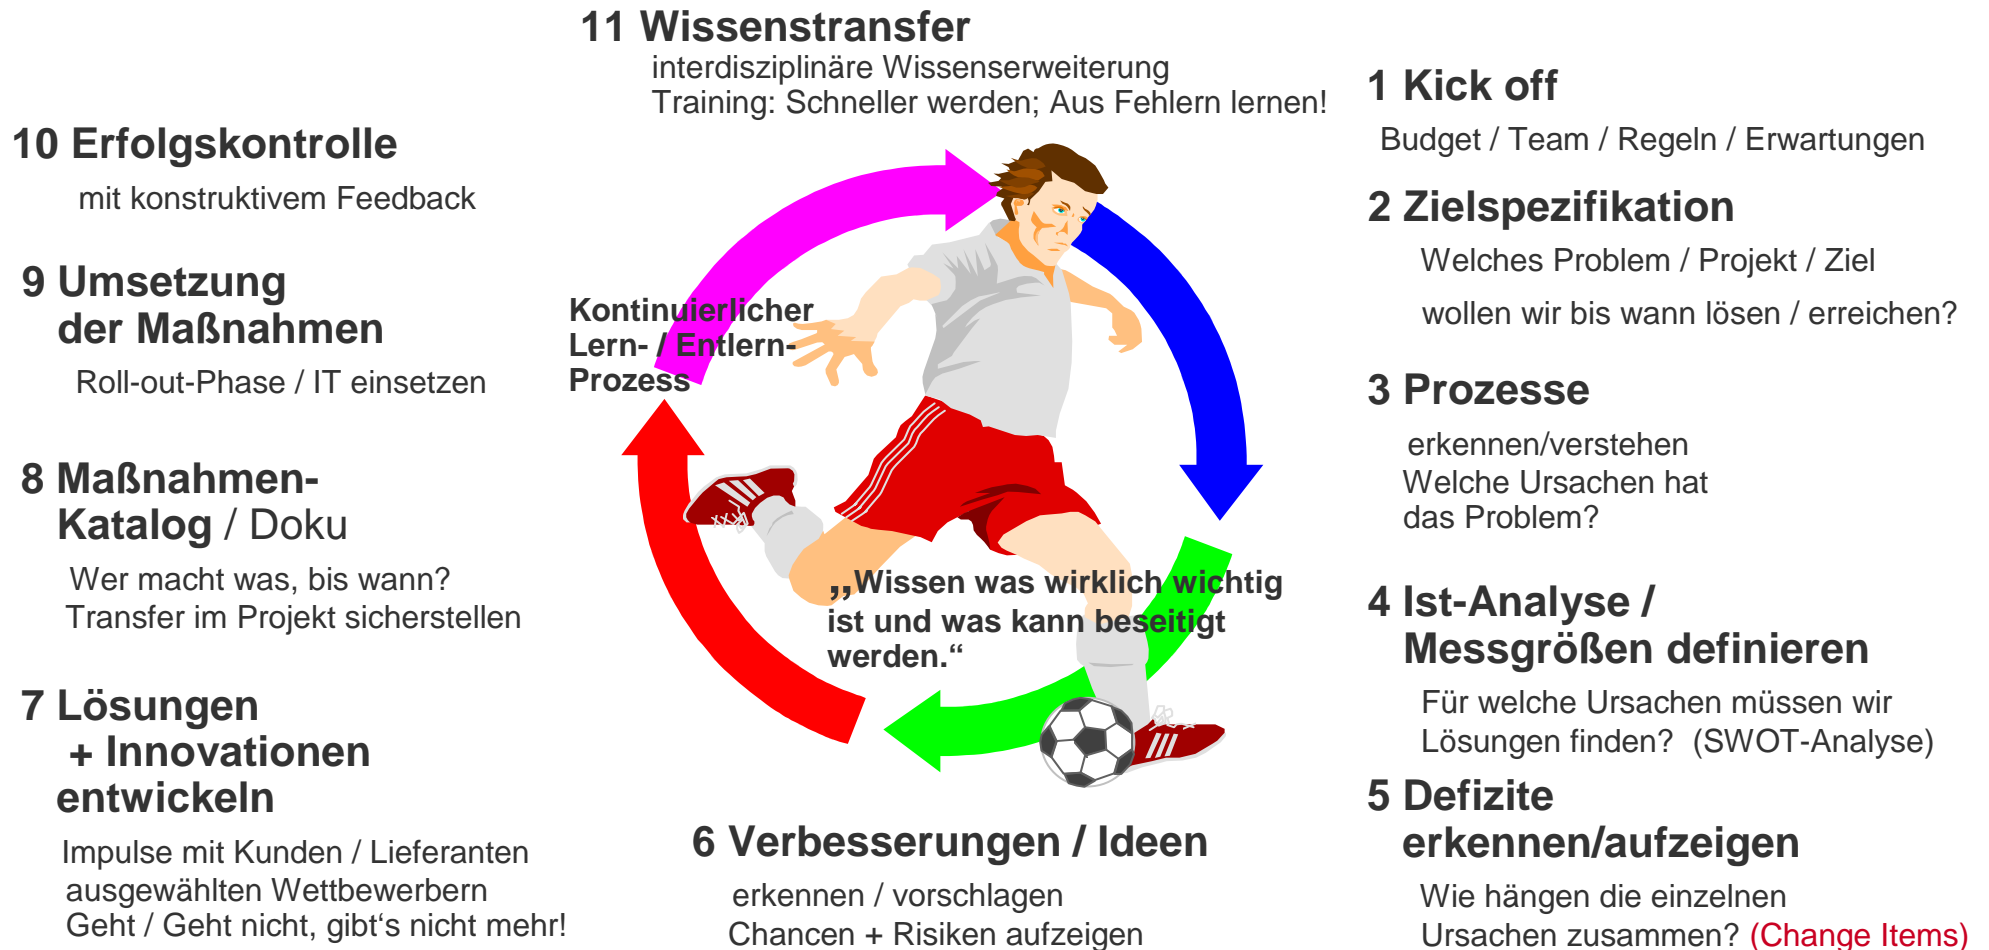 11 Wissenstransfer
interdisziplinäre Wissenserweiterung
Training: Schneller werden; Aus Fehlern lernen!
1 Kick off
Budget / Team / Regeln / Erwartungen
2 Zielspezifikation
Welches Problem / Projekt / Ziel
wollen wir bis wann lösen / erreichen?
3 Prozesse
erkennen/verstehen
Welche Ursachen hat
das Problem?
4 Ist-Analyse /
Messgrößen definieren
Für welche Ursachen müssen wir
Lösungen finden? (SWOT-Analyse)
5 Defizite
erkennen/aufzeigen
Wie hängen die einzelnen
Ursachen zusammen? (Change Items)
6 Verbesserungen / Ideen
erkennen / vorschlagen
Chancen + Risiken aufzeigen
7 Lösungen
+ Innovationen
entwickeln
Impulse mit Kunden / Lieferanten
ausgewählten Wettbewerbern
Geht / Geht nicht, gibt‘s nicht mehr!
8 Maßnahmen-
Katalog / Doku
Wer macht was, bis wann?
Transfer im Projekt sicherstellen
9 Umsetzung
der Maßnahmen
Roll-out-Phase / IT einsetzen
10 Erfolgskontrolle
mit konstruktivem Feedback
Kontinuierlicher
Lern- / Entlern-
Prozess
„Wissen was wirklich wichtig
ist und was kann beseitigt
werden.“